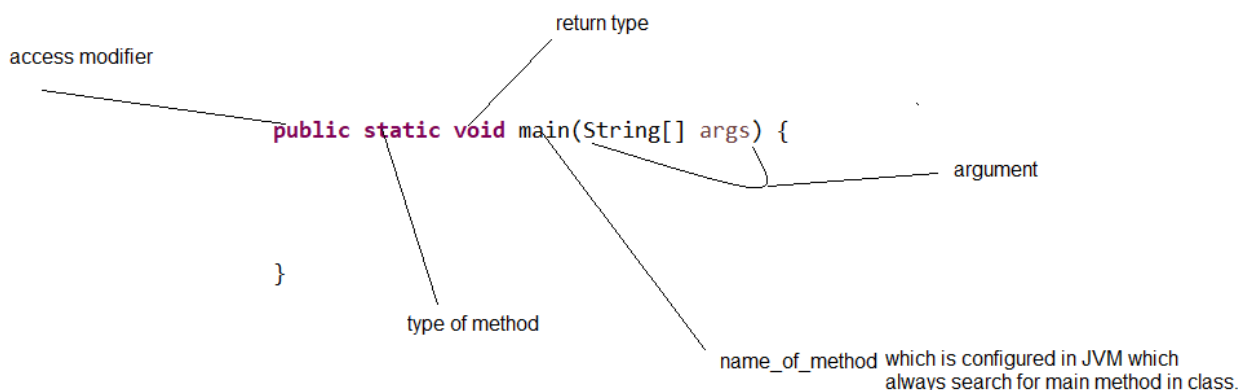 return type
access modifier
public static void main(String[] args) {
argument
}
type of method
name_of_method which is configured in JVM which
always search for main method in class.